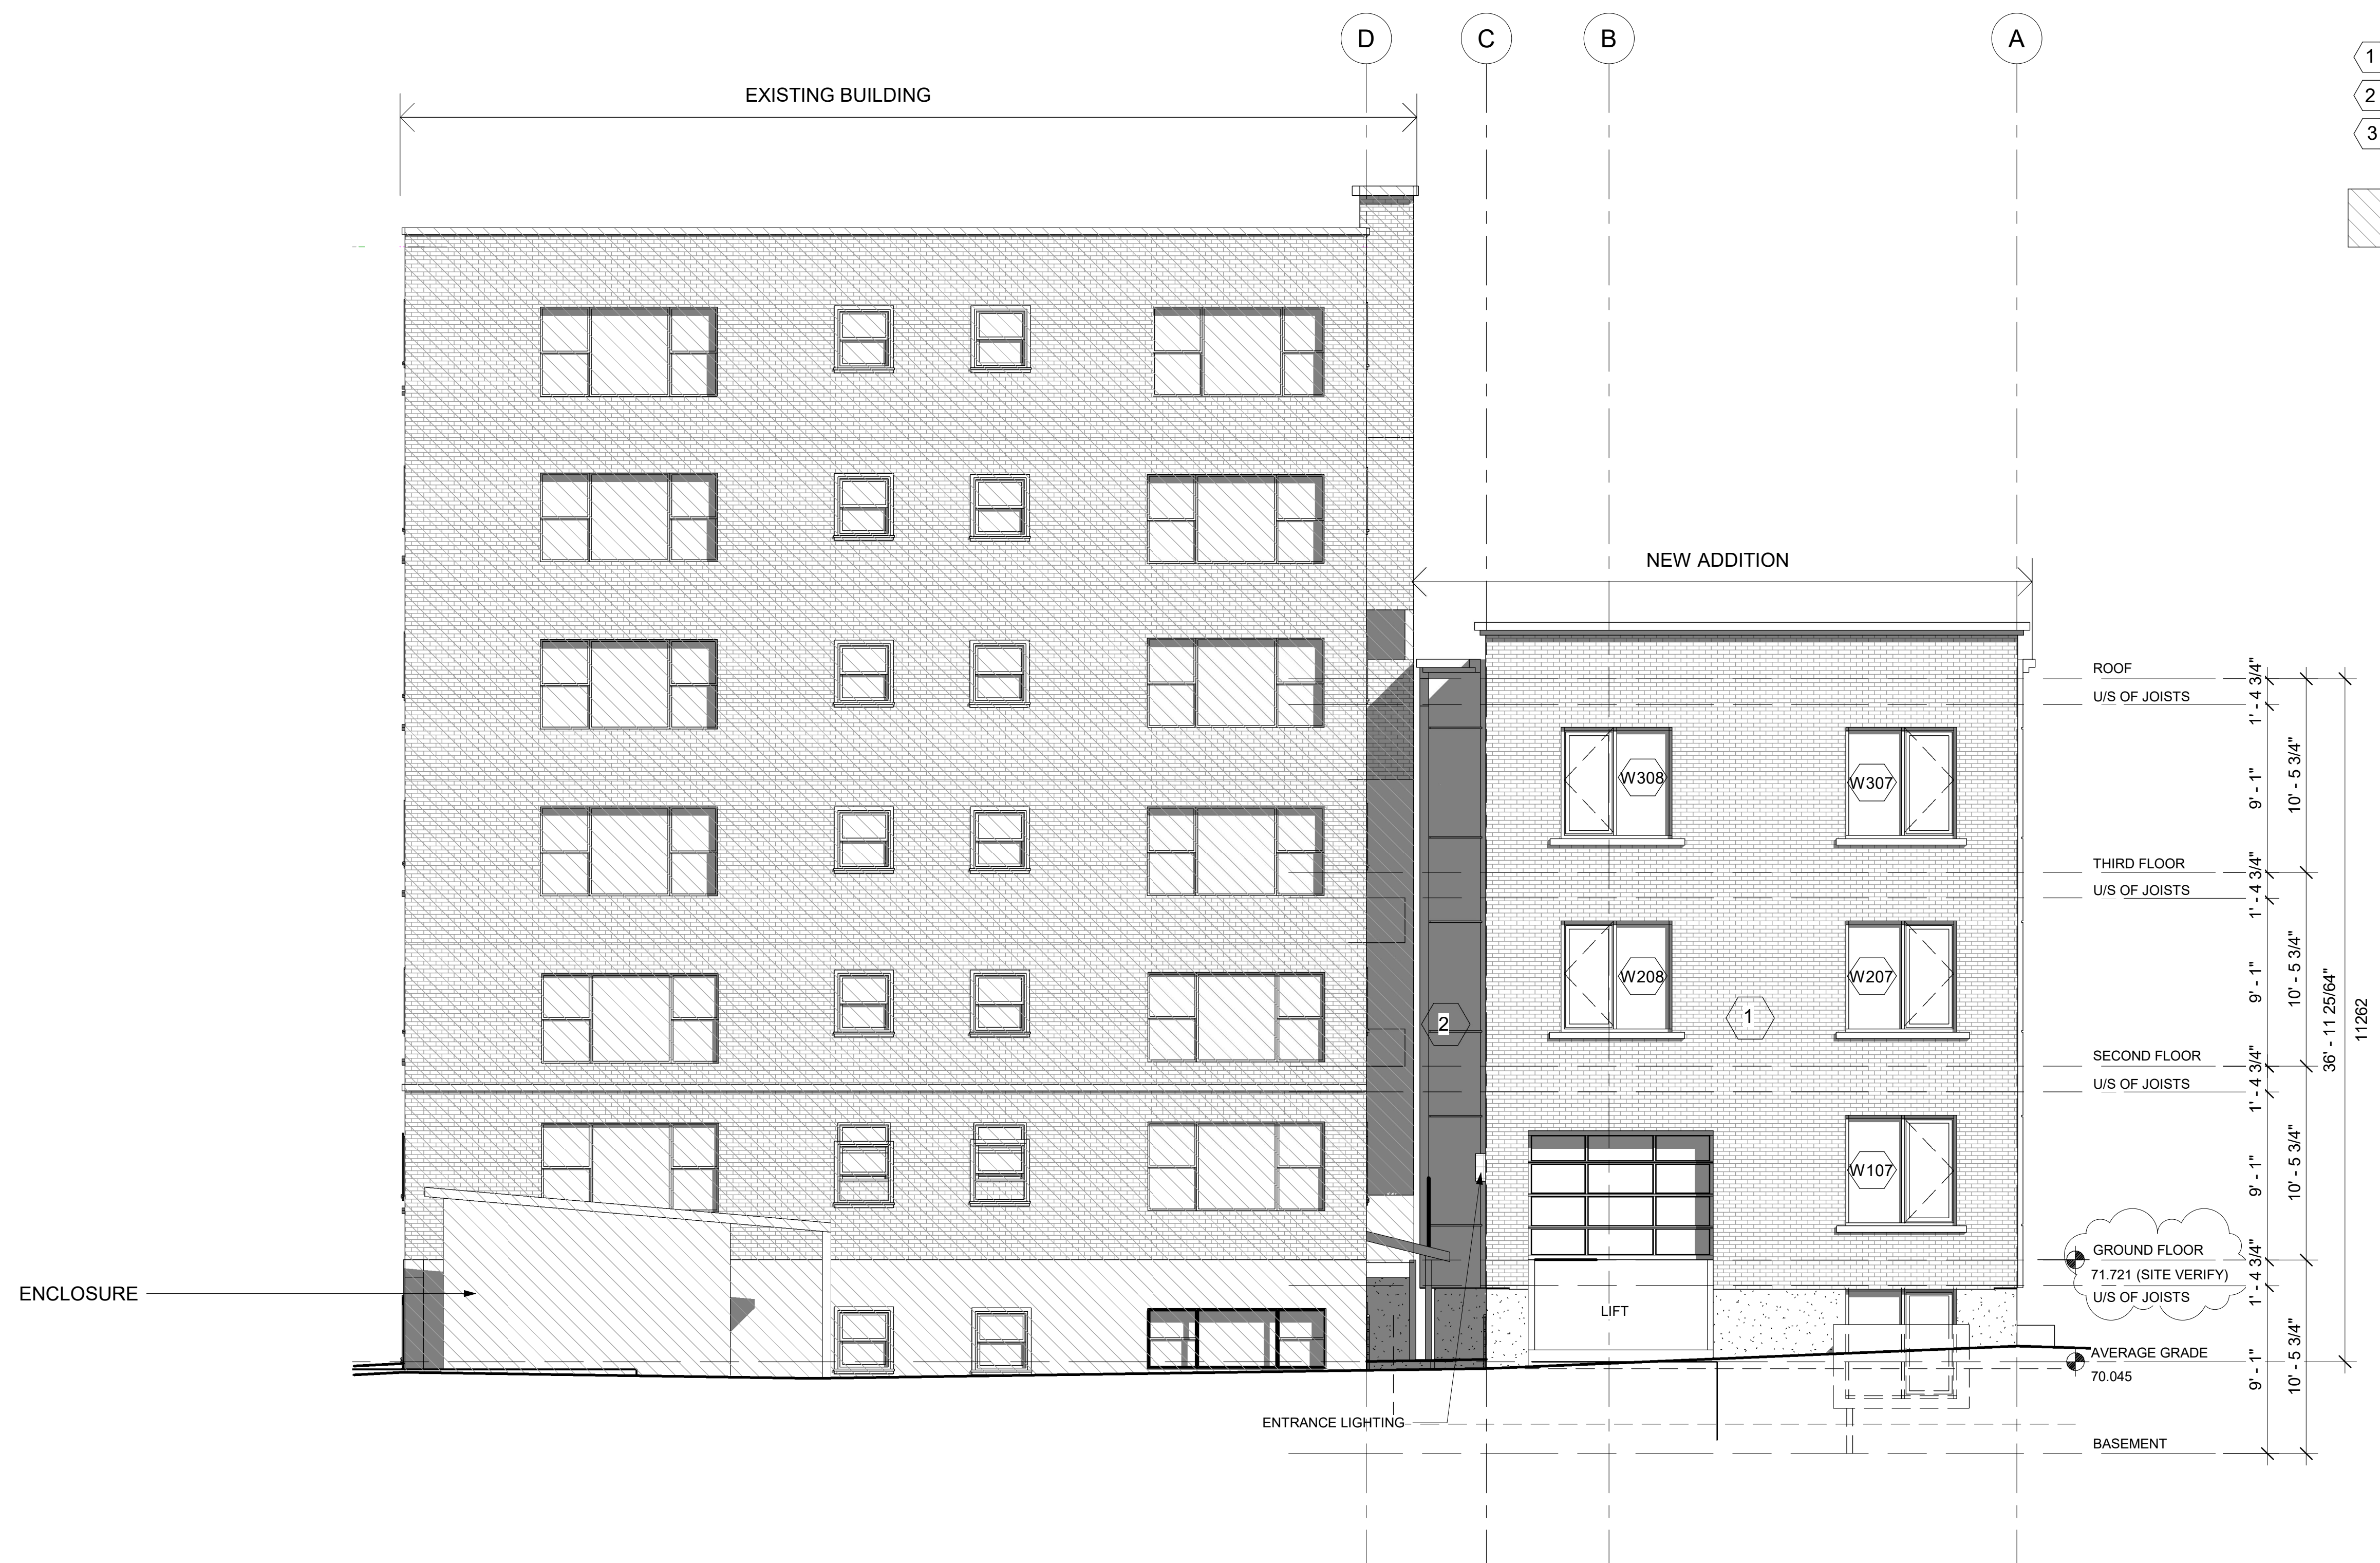 D
C
B
A
1
2
3
EXISTING BUILDING
NEW ADDITION
ROOF
U/S OF JOISTS
1' - 4 3/4"
W308
W307
9' - 1"
10' - 5 3/4"
THIRD FLOOR
U/S OF JOISTS
1' - 4 3/4"
W208
W207
9' - 1"
10' - 5 3/4"
2
1
36' - 11 25/64"
11262
SECOND FLOOR
U/S OF JOISTS
1' - 4 3/4"
W107
9' - 1"
10' - 5 3/4"
GROUND FLOOR
71.721 (SITE VERIFY)
U/S OF JOISTS
1' - 4 3/4"
ENCLOSURE
LIFT
AVERAGE GRADE
70.045
9' - 1"
10' - 5 3/4"
ENTRANCE LIGHTING
BASEMENT